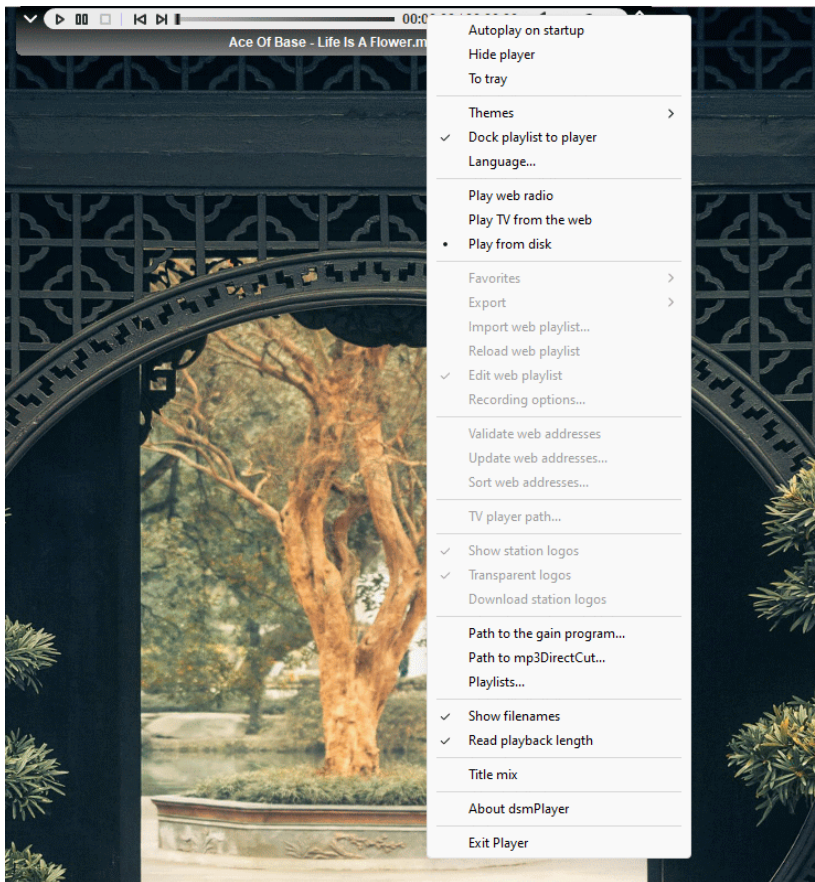 Ace Of Base - Life Is A Flower.m
Autoplay on startup
Hide player
To tray
Themes
Dock playlist to player
Language...
Play web radio
Play TV from the web
Play from disk
Favorites
Export
Import web playlist...
Reload web playlist
Edit web playlist
Recording options...
Validate web addresses
Update web addresses...
Sort web addresses...
TV player path...
Show station logos
Transparent logos
Download station logos
Path to the gain program...
Path to mp3DirectCut...
Playlists...
Show filenames
Read playback length
Title mix
About dsmPlayer
Exit Player